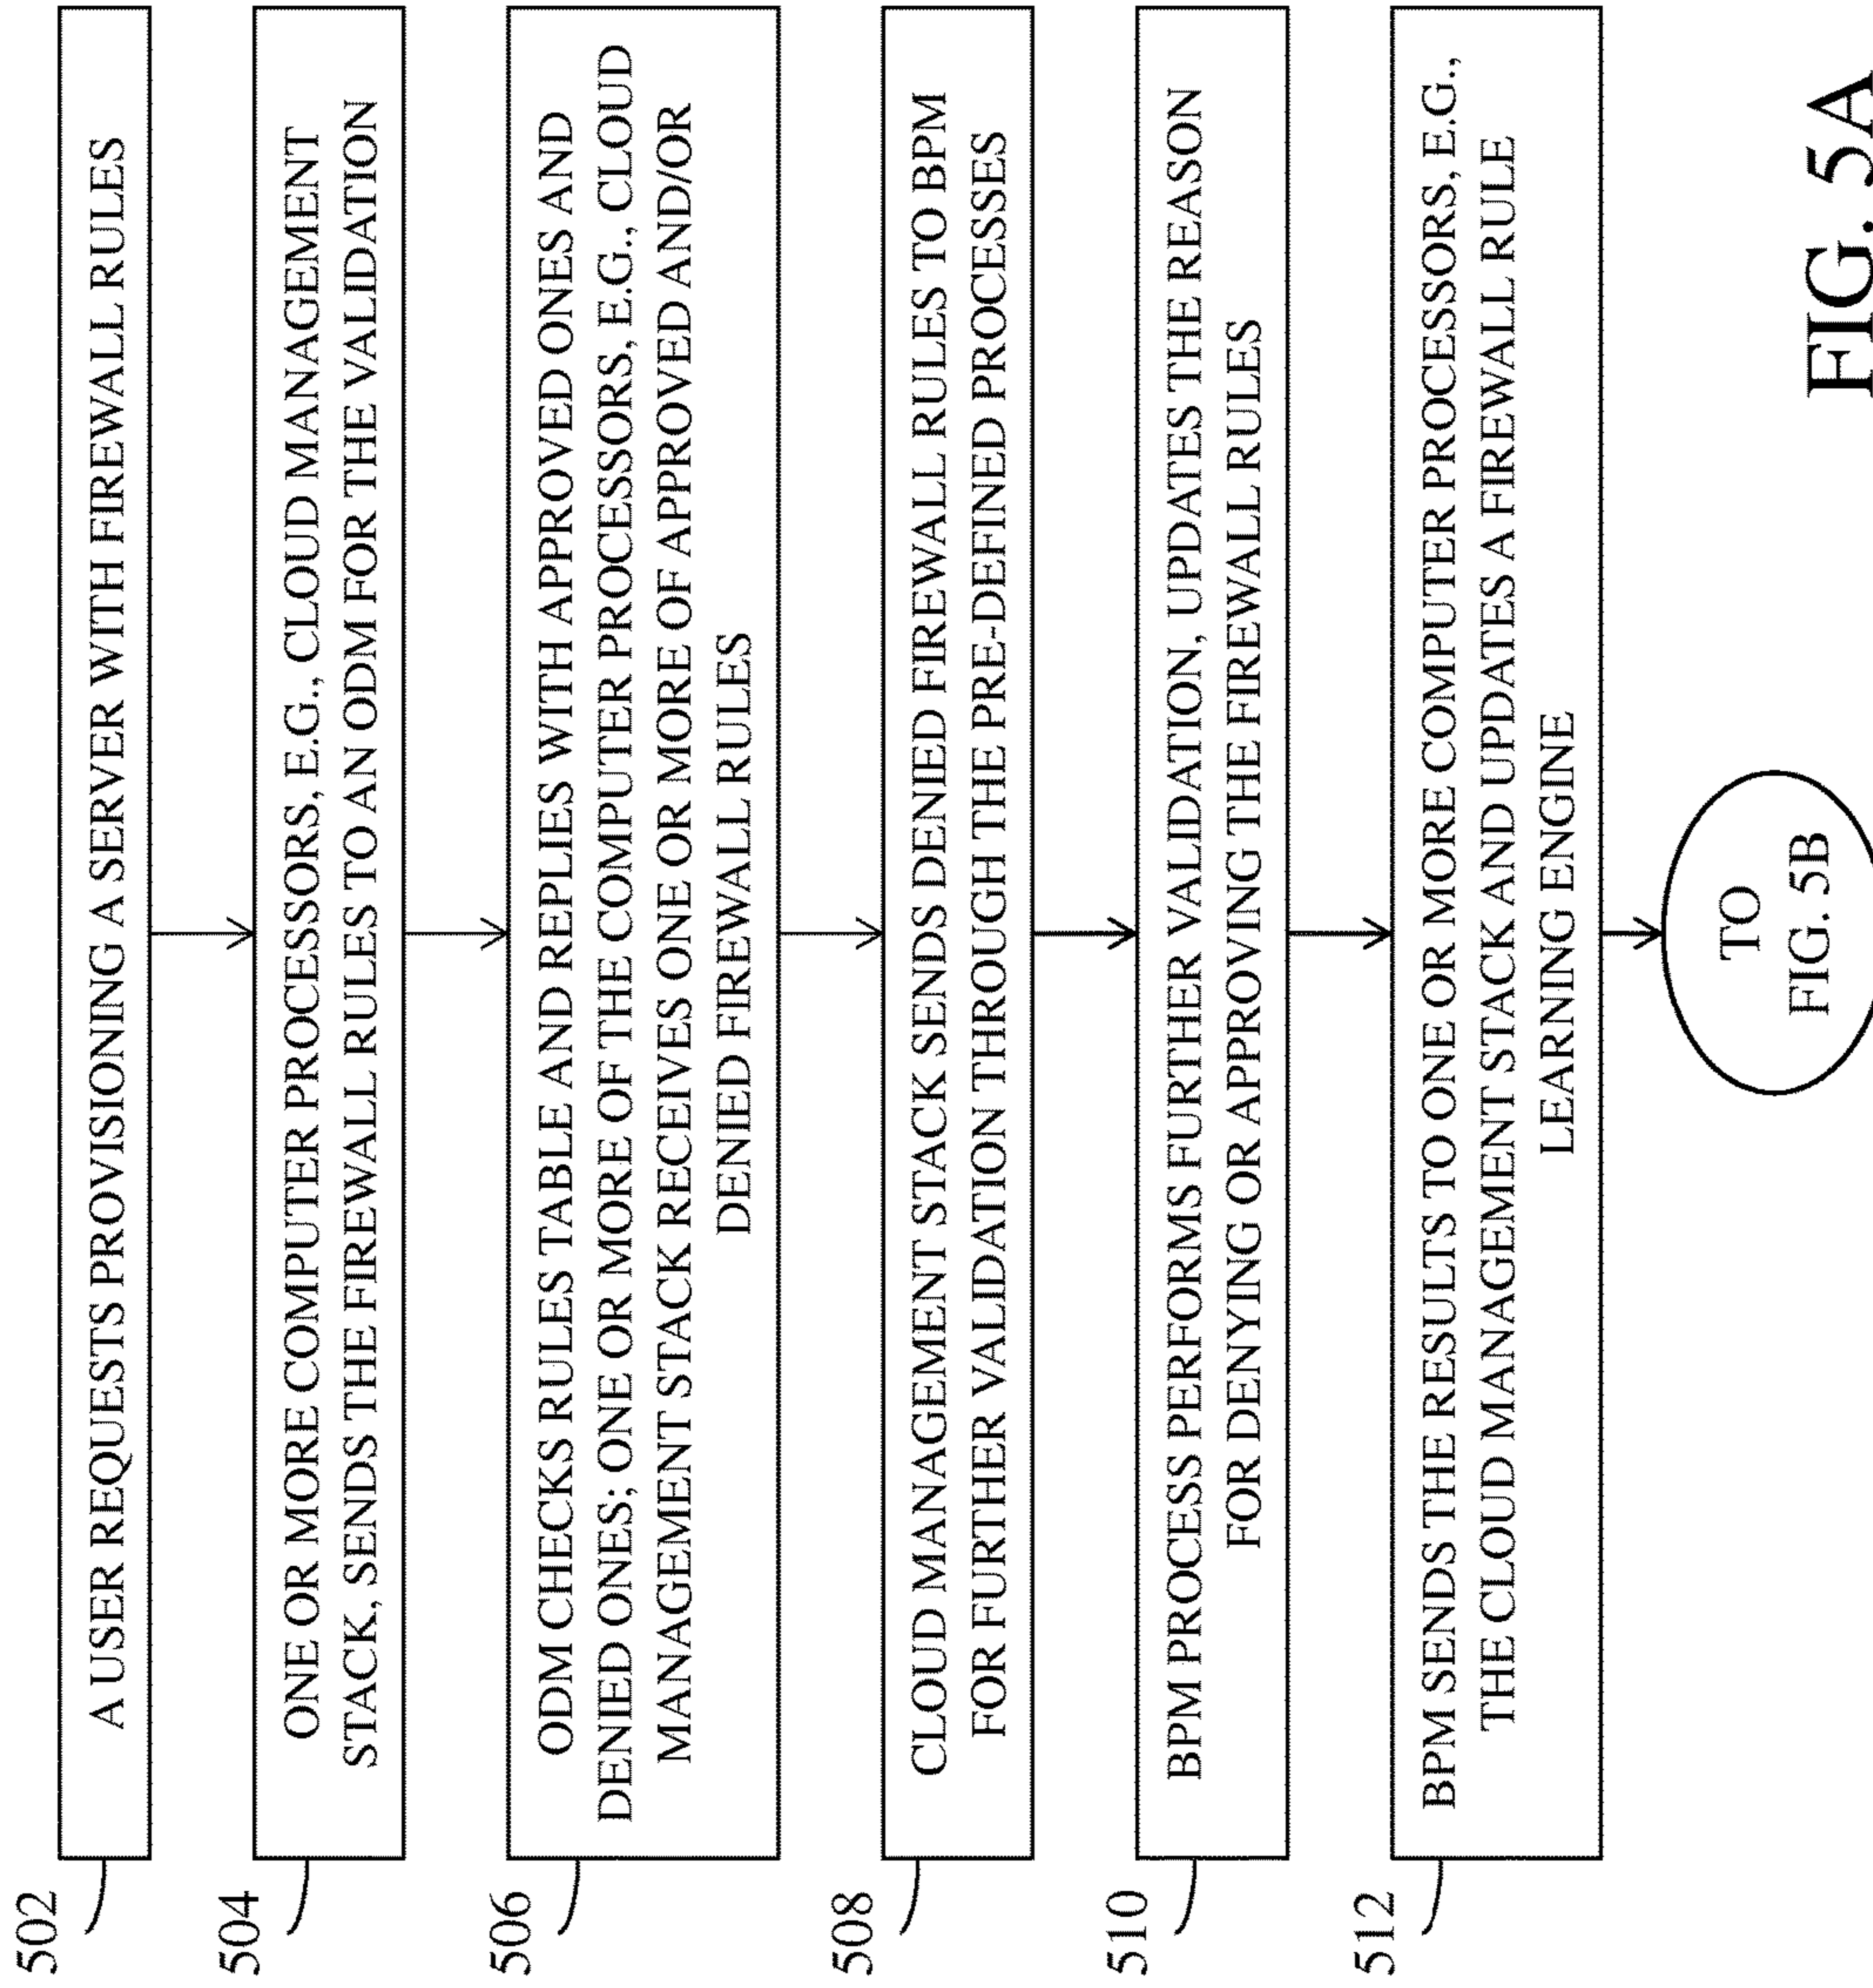 502
A USER REQUESTS PROVISIONING A SERVER WITH FIREWALL RULES
504
ONE OR MORE COMPUTER PROCESSORS, E.G., CLOUD MANAGEMENT
STACK, SENDS THE FIREWALL RULES TO AN ODM FOR THE VALIDATION
506
ODM CHECKS RULES TABLE AND REPLIES WITH APPROVED ONES AND
DENIED ONES; ONE OR MORE OF THE COMPUTER PROCESSORS, E.G., CLOUD
MANAGEMENT STACK RECEIVES ONE OR MORE OF APPROVED AND/OR
DENIED FIREWALL RULES
508
CLOUD MANAGEMENT STACK SENDS DENIED FIREWALL RULES TO BPM
FOR FURTHER VALIDATION THROUGH THE PRE-DEFINED PROCESSES
510
BPM PROCESS PERFORMS FURTHER VALIDATION, UPDATES THE REASON
FOR DENYING OR APPROVING THE FIREWALL RULES
512
BPM SENDS THE RESULTS TO ONE OR MORE COMPUTER PROCESSORS, E.G.,
THE CLOUD MANAGEMENT STACK AND UPDATES A FIREWALL RULE
LEARNING ENGINE
TO
FIG. 5B
FIG. 5A